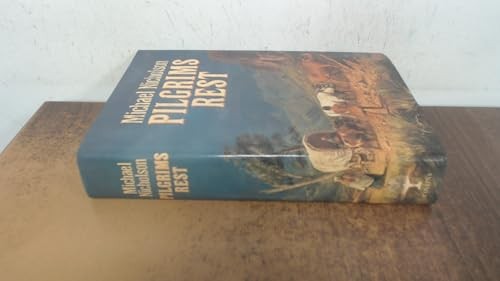 Michael Nicholson
PILGRIMS
REST
Michael
Nicholson
PILGRIMS
REST